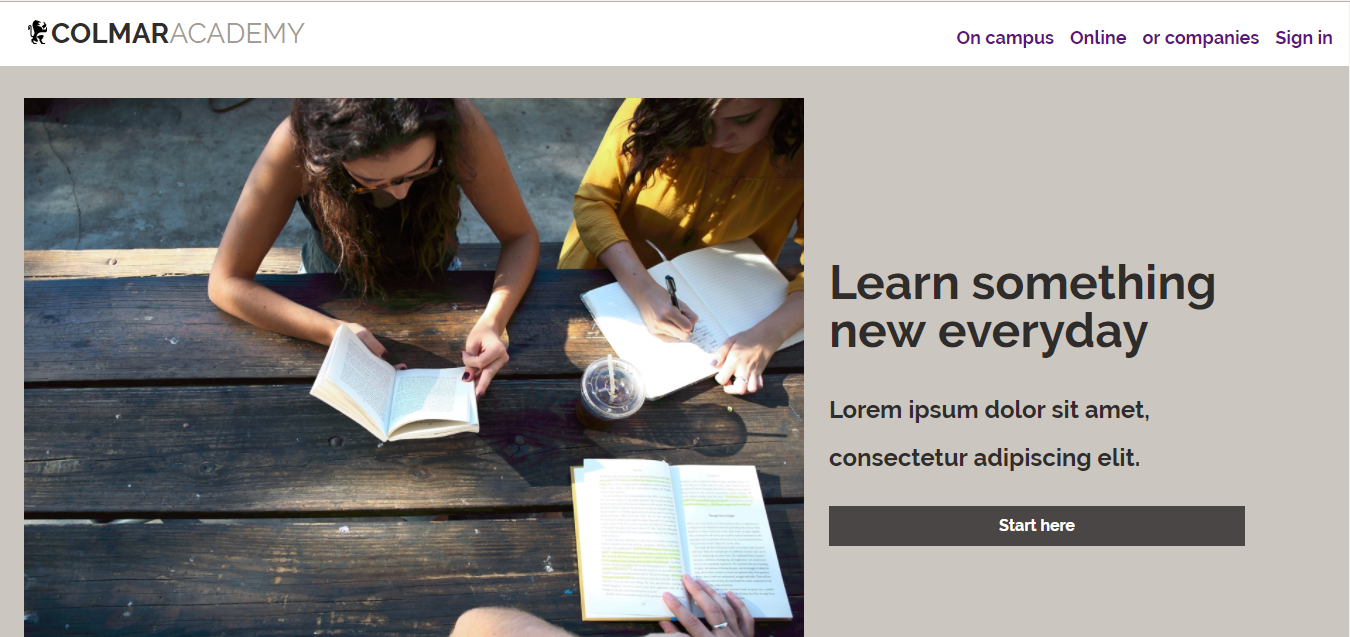 COLMARACADEMY
On campus Online or companies Sign in
Learn something
new everyday
Lorem ipsum dolor sit amet,
consectetur adipiscing elit.
Start here